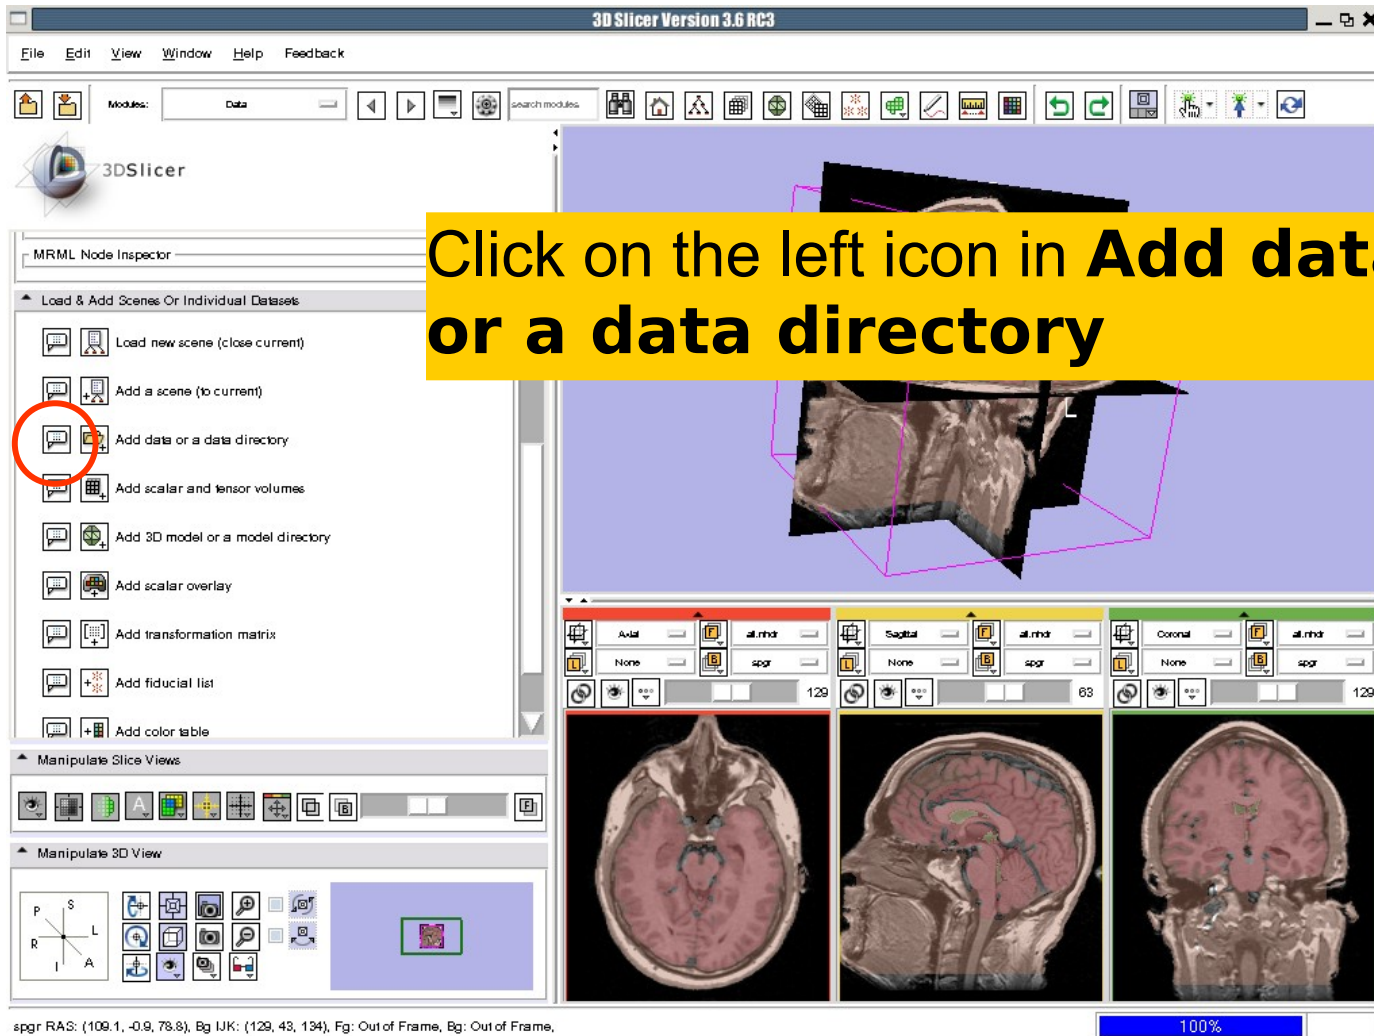 3D Slicer Version 3.6 RC3
File Edit View Window Help Feedback
Modules: Data search modules
3DSlicer
MRML Node Inspector
Click on the left icon in Add data
or a data directory
Load & Add Scenes Or Individual Datasets
Load new scene (close current)
Add a scene (to current)
Add data or a data directory
Add scalar and tensor volumes
Add 3D model or a model directory
Add scalar overlay
Add transformation matrix
Add fiducial list
Add color table
L
Axial F all.nhdr Sagittal F all.nhdr Coronal F all.nhdr
L None B spgr L None B spgr L None B spgr
129 63 129
Manipulate Slice Views
A B F
Manipulate 3D View
P S
R L
I A
spgr RAS: (109.1, -0.9, 78.8), Bg IJK: (129, 43, 134), Fg: Out of Frame, Bg: Out of Frame,
100%